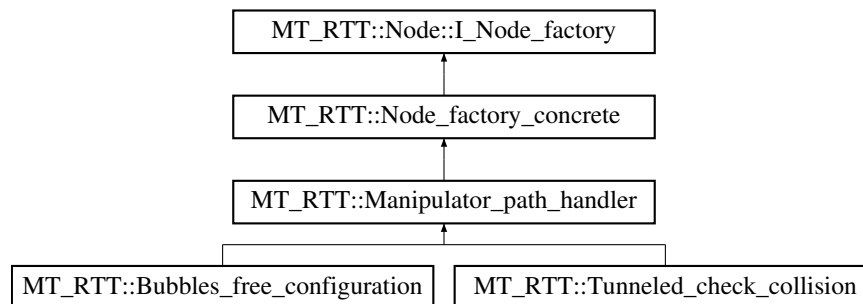 MT_RTT::Node::I_Node_factory
MT_RTT::Node_factory_concrete
MT_RTT::Manipulator_path_handler
MT_RTT::Bubbles_free_configuration
MT_RTT::Tunneled_check_collision